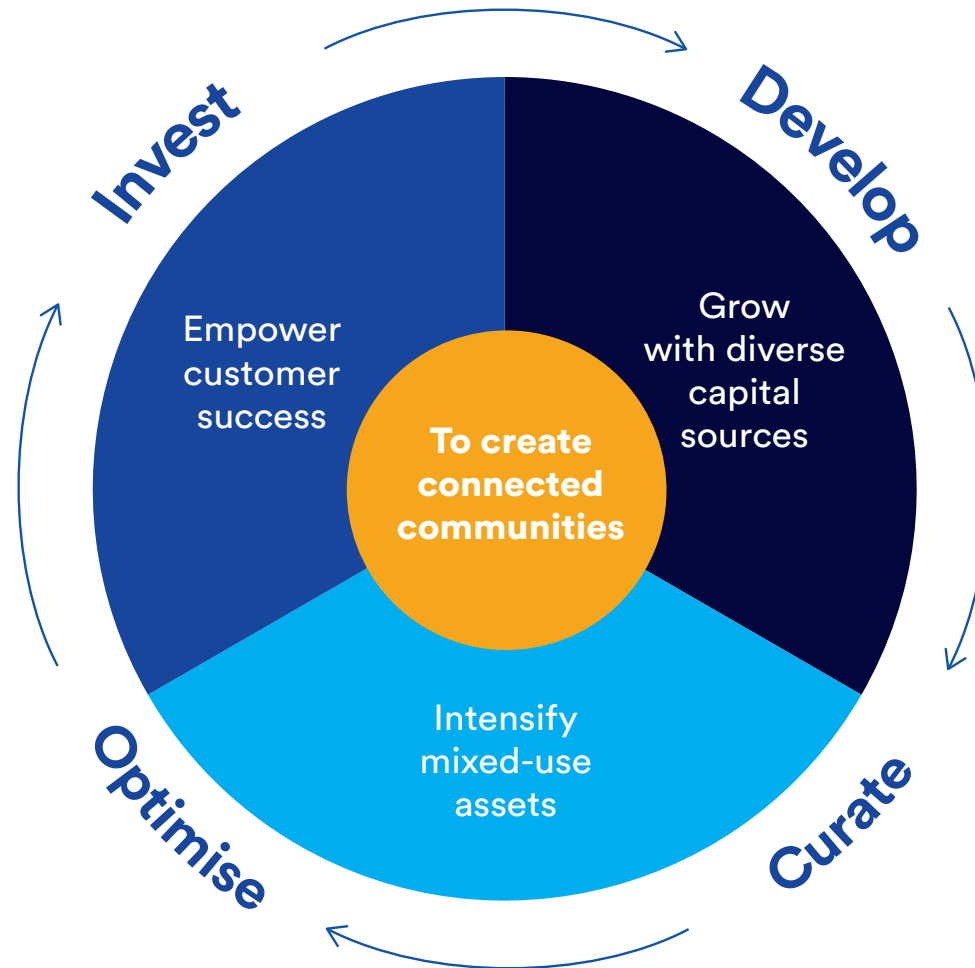 Invest
Develop
Empower
customer
success
Grow
with diverse
capital
sources
To create
connected
communities
Intensify
mixed-use
assets
Optimise
Curate